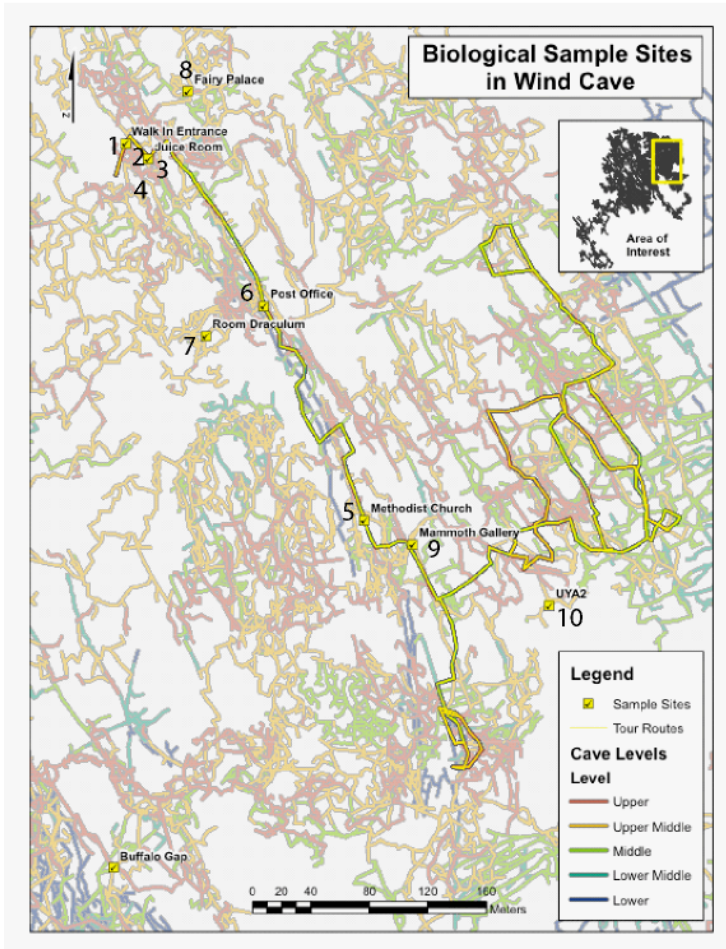 Biological Sample Sites
in Wind Cave
8
Fairy Palace
1
Walk In Entrance
2
Juice Room
3
4
N
Area of
Interest
6
Post Office
Room Draculum
7
5
Methodist Church
Mammoth Gallery
9
UYA2
10
Legend
Sample Sites
Tour Routes
Cave Levels
Level
Upper
Upper Middle
Middle
Lower Middle
Lower
Buffalo Gap
0 20 40 80 120 160
Meters